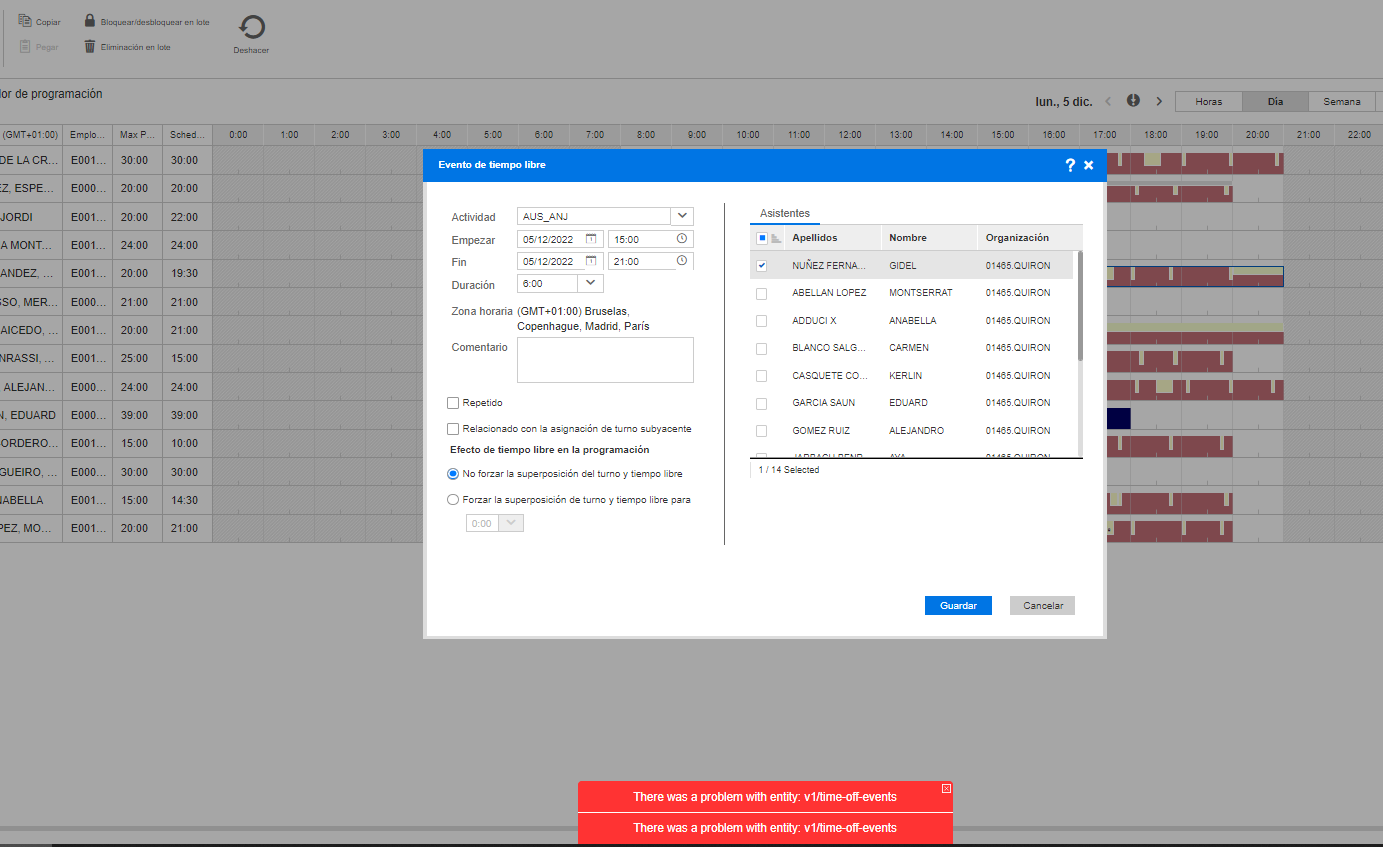 Copiar
Bloquear/desbloquear en lote
Pegar
Eliminación en lote
Deshacer
lor de programación
lun., 5 dic.
Horas
Día
Semana
(GMT+01:00) Emplo... Max P... Sched... 0:00 1:00 2:00 3:00 4:00 5:00 6:00 7:00 8:00 9:00 10:00 11:00 12:00 13:00 14:00 15:00 16:00 17:00 18:00 19:00 20:00 21:00 22:00
DE LA CR... E001... 30:00 30:00
EZ, ESPE... E000... 20:00 20:00
JORDI E001... 20:00 22:00
A MONT... E001... 24:00 24:00
ANDEZ, ... E000... 20:00 19:30
SSO, MER... E001... 21:00 21:00
AICEDO, ... E001... 20:00 21:00
NRASSI, ... E001... 25:00 15:00
, ALEJAN... E000... 24:00 24:00
N, EDUARD E000... 39:00 39:00
CORDERO... E001... 15:00 10:00
GUEIRO, ... E000... 30:00 30:00
NABELLA E001... 15:00 14:30
PEZ, MO... E001... 20:00 21:00
Evento de tiempo libre
?
Actividad AUS_ANJ
Empezar 05/12/2022 15:00
Fin 05/12/2022 21:00
Duración 6:00
Zona horaria (GMT+01:00) Bruselas,
Copenhague, Madrid, París
Comentario
Repetido
Relacionado con la asignación de turno subyacente
Efecto de tiempo libre en la programación
No forzar la superposición del turno y tiempo libre
Forzar la superposición de turno y tiempo libre para
0:00
Asistentes
Apellidos Nombre Organización
NUÑEZ FERNA... GIDEL 01465.QUIRON
ABELLAN LOPEZ MONTSERRAT 01465.QUIRON
ADDUCI X ANABELLA 01465.QUIRON
BLANCO SALG... CARMEN 01465.QUIRON
CASQUETE CO... KERLIN 01465.QUIRON
GARCIA SAUN EDUARD 01465.QUIRON
GOMEZ RUIZ ALEJANDRO 01465.QUIRON
1 / 14 Selected
Guardar
Cancelar
There was a problem with entity: v1/time-off-events
There was a problem with entity: v1/time-off-events